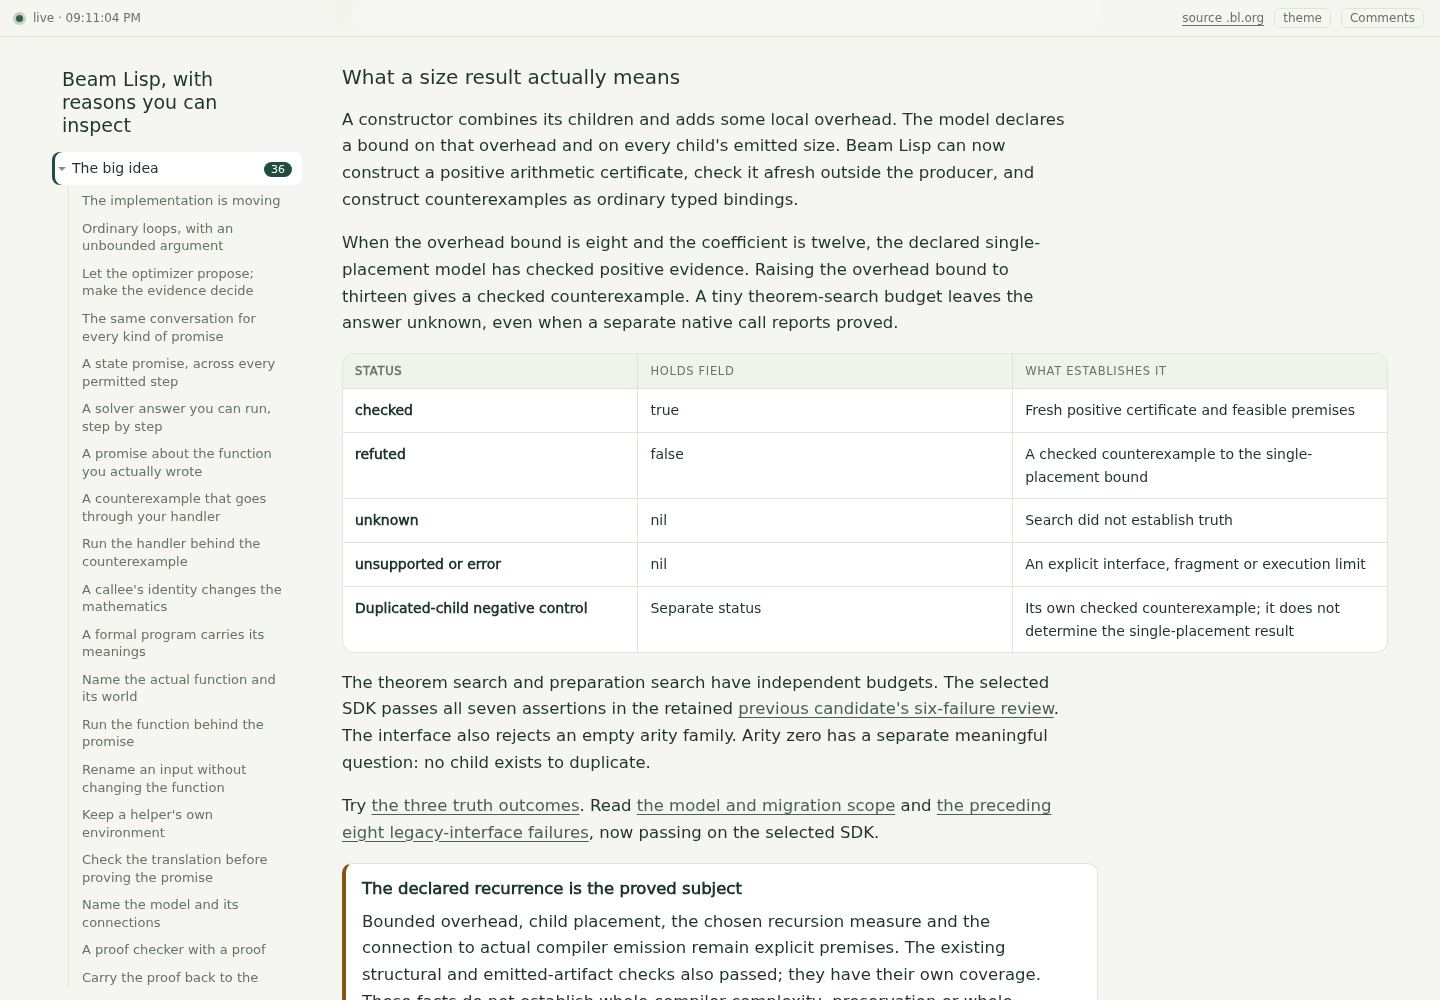 live · 09:11:04 PM
source .bl.org
theme
Comments
Beam Lisp, with
reasons you can
inspect
The big idea
36
The implementation is moving
Ordinary loops, with an
unbounded argument
Let the optimizer propose;
make the evidence decide
The same conversation for
every kind of promise
A state promise, across every
permitted step
A solver answer you can run,
step by step
A promise about the function
you actually wrote
A counterexample that goes
through your handler
Run the handler behind the
counterexample
A callee's identity changes the
mathematics
A formal program carries its
meanings
Name the actual function and
its world
Run the function behind the
promise
Rename an input without
changing the function
Keep a helper's own
environment
Check the translation before
proving the promise
Name the model and its
connections
A proof checker with a proof
Carry the proof back to the
What a size result actually means
A constructor combines its children and adds some local overhead. The model declares
a bound on that overhead and on every child's emitted size. Beam Lisp can now
construct a positive arithmetic certificate, check it afresh outside the producer, and
construct counterexamples as ordinary typed bindings.
When the overhead bound is eight and the coefficient is twelve, the declared single-
placement model has checked positive evidence. Raising the overhead bound to
thirteen gives a checked counterexample. A tiny theorem-search budget leaves the
answer unknown, even when a separate native call reports proved.
STATUS
HOLDS FIELD
WHAT ESTABLISHES IT
checked
true
Fresh positive certificate and feasible premises
refuted
false
A checked counterexample to the single-
placement bound
unknown
nil
Search did not establish truth
unsupported or error
nil
An explicit interface, fragment or execution limit
Duplicated-child negative control
Separate status
Its own checked counterexample; it does not
determine the single-placement result
The theorem search and preparation search have independent budgets. The selected
SDK passes all seven assertions in the retained previous candidate's six-failure review.
The interface also rejects an empty arity family. Arity zero has a separate meaningful
question: no child exists to duplicate.
Try the three truth outcomes. Read the model and migration scope and the preceding
eight legacy-interface failures, now passing on the selected SDK.
The declared recurrence is the proved subject
Bounded overhead, child placement, the chosen recursion measure and the
connection to actual compiler emission remain explicit premises. The existing
structural and emitted-artifact checks also passed; they have their own coverage.
These facts do not establish whole-compiler complexity, preservation or whole-